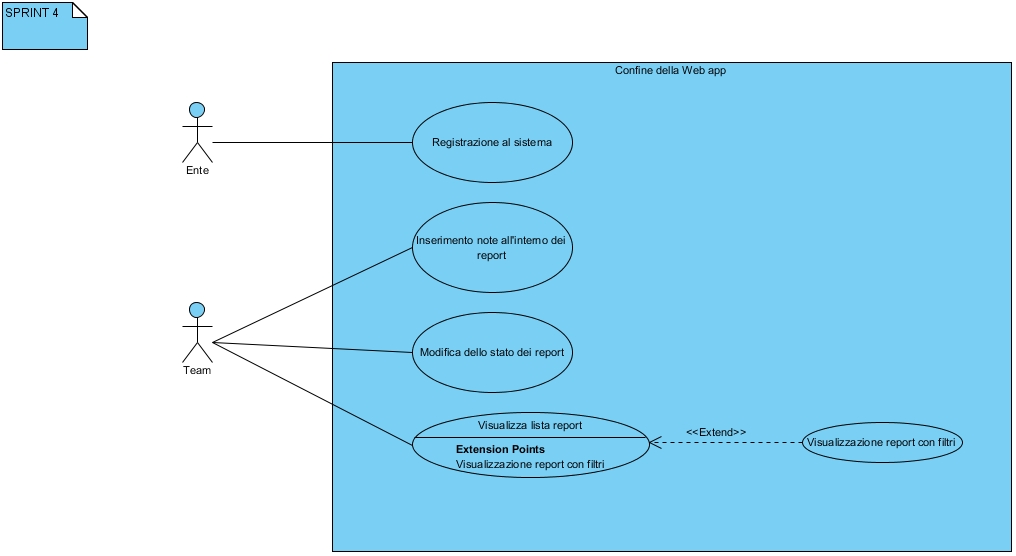 SPRINT 4
Confine della Web app
Registrazione al sistema
Ente
Inserimento note all'interno dei
report
Modifica dello stato dei report
Team
Visualizza lista report
Extension Points
Visualizzazione report con filtri
<<Extend>>
Visualizzazione report con filtri